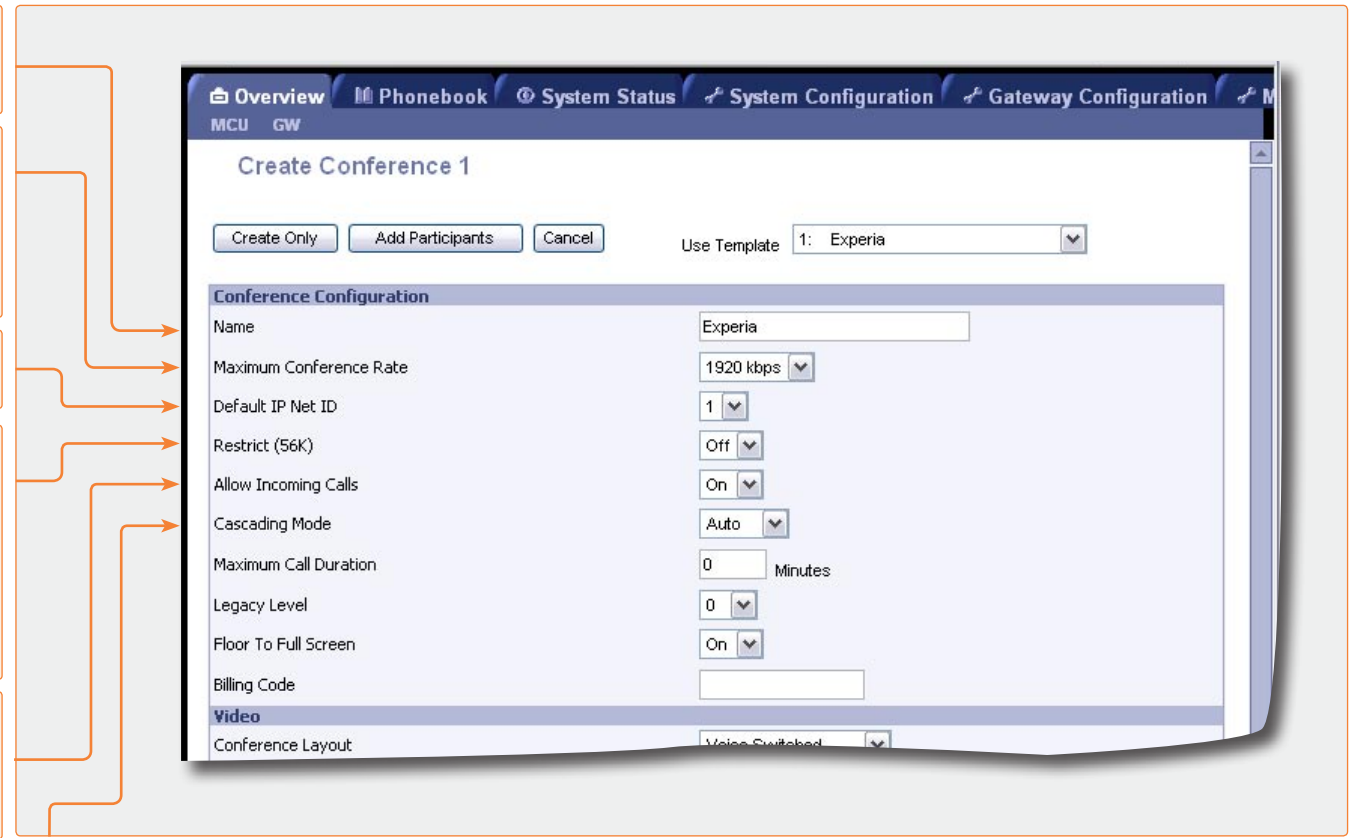 Overview Phonebook System Status System Configuration Gateway Configuration M
MCU GW
Create Conference 1
Create Only Add Participants Cancel Use Template 1: Experia
Conference Configuration
Name Experia
Maximum Conference Rate 1920 kbps
Default IP Net ID 1
Restrict (56K) Off
Allow Incoming Calls On
Cascading Mode Auto
Maximum Call Duration 0 Minutes
Legacy Level 0
Floor To Full Screen On
Billing Code
Video
Conference Layout Voice Switched